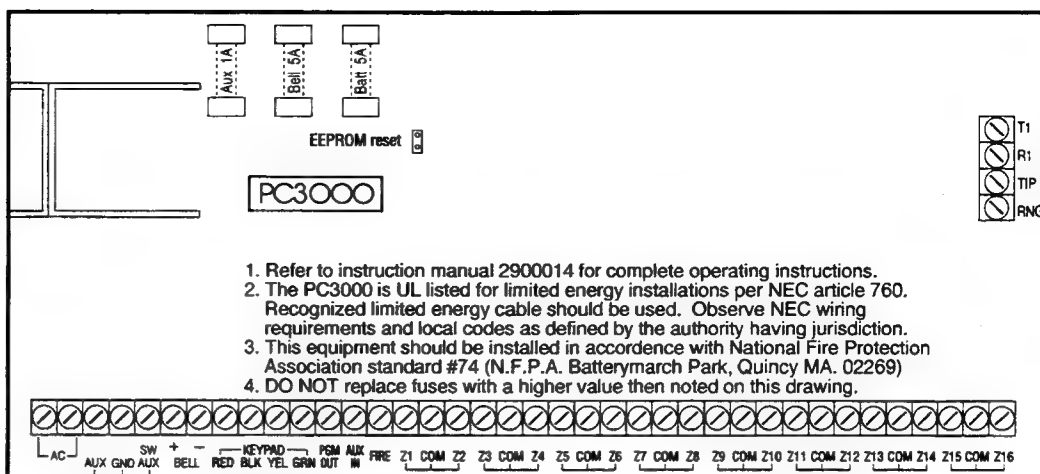 Aux 1A
Bell 5A
Batt 5A
EEPROM reset
T1
R1
TIP
RNG
PC3000
1. Refer to instruction manual 2900014 for complete operating instructions.
2. The PC3000 is UL listed for limited energy installations per NEC article 760.
Recognized limited energy cable should be used. Observe NEC wiring
requirements and local codes as defined by the authority having jurisdiction.
3. This equipment should be installed in accordence with National Fire Protection
Association standard #74 (N.F.P.A. Batterymarch Park, Quincy MA. 02269)
4. DO NOT replace fuses with a higher value then noted on this drawing.
SW + - KEYPAD PGM AUX
AC AUX GND AUX BELL RED BLK YEL GRN OUT IN FIRE Z1 COM Z2 Z3 COM Z4 Z5 COM Z6 Z7 COM Z8 Z9 COM Z10 Z11 COM Z12 Z13 COM Z14 Z15 COM Z16